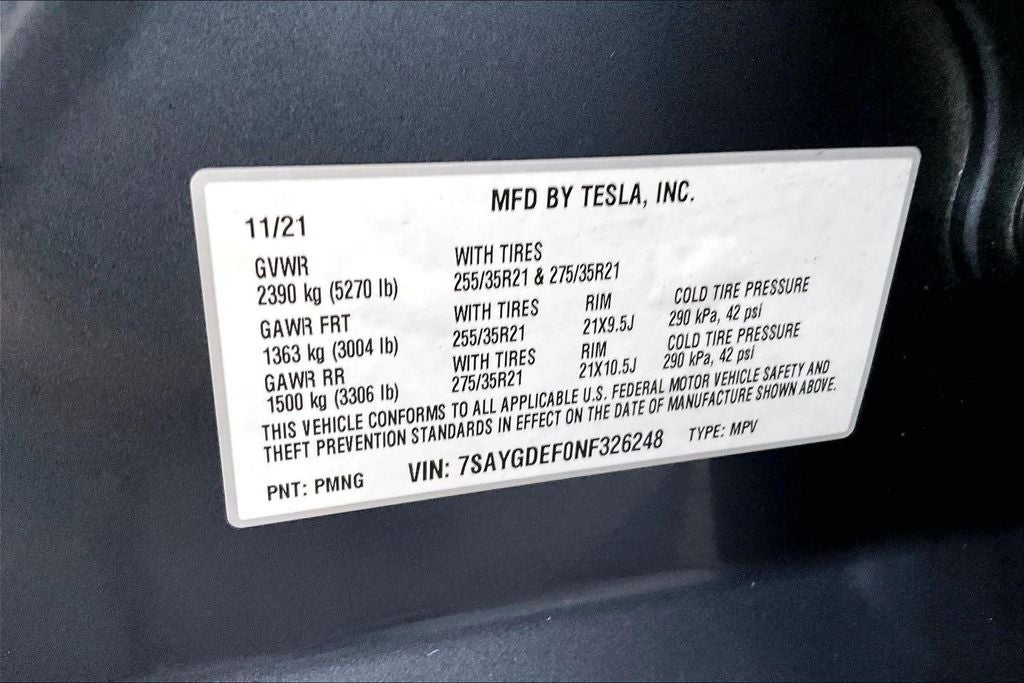 MFD BY TESLA, INC.
11/21
GVWR WITH TIRES
2390 kg (5270 lb) 255/35R21 & 275/35R21
GAWR FRT WITH TIRES RIM COLD TIRE PRESSURE
1363 kg (3004 lb) 255/35R21 21X9.5J 290 kPa, 42 psi
GAWR RR WITH TIRES RIM COLD TIRE PRESSURE
1500 kg (3306 lb) 275/35R21 21X10.5J 290 kPa, 42 psi
THIS VEHICLE CONFORMS TO ALL APPLICABLE U.S. FEDERAL MOTOR VEHICLE SAFETY AND
THEFT PREVENTION STANDARDS IN EFFECT ON THE DATE OF MANUFACTURE SHOWN ABOVE.
PNT: PMNG VIN: 7SAYGDEF0NF326248 TYPE: MPV